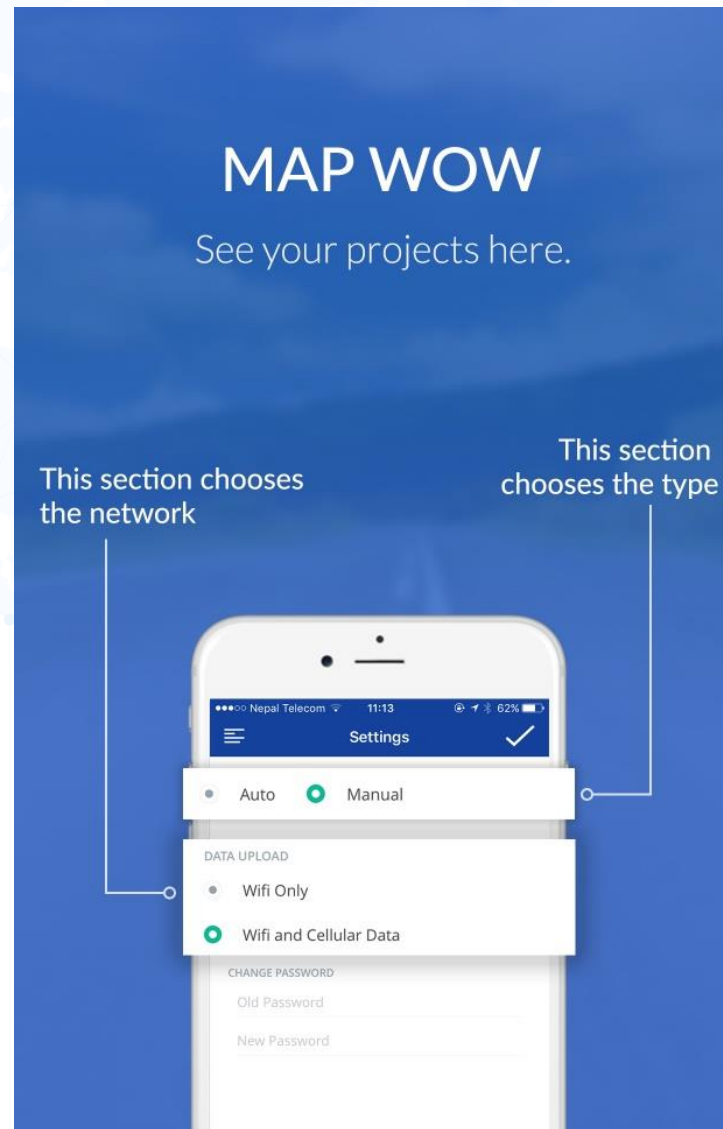 MAP WOW
See your projects here.
This section
chooses the type
This section chooses
the network
Nepal Telecom 11:13 62%
Settings
Auto Manual
DATA UPLOAD
Wifi Only
Wifi and Cellular Data
CHANGE PASSWORD
Old Password
New Password